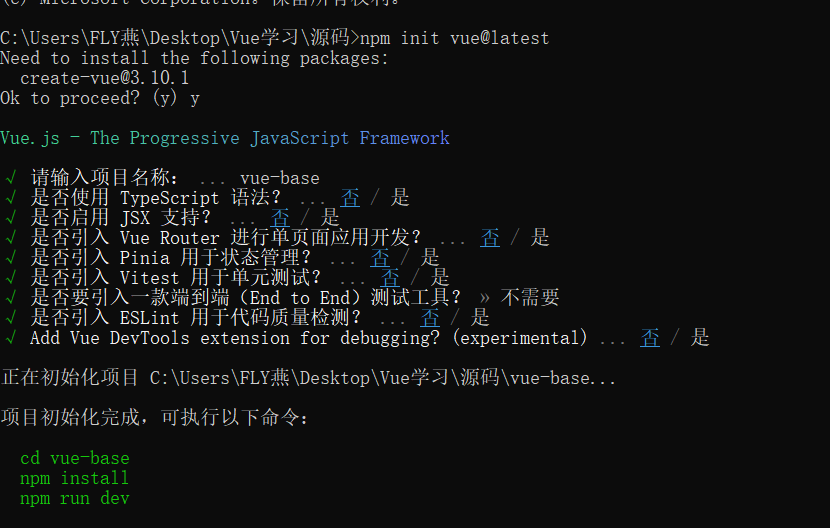 (c) Microsoft Corporation。保留所有权利。
C:\Users\FLY燕\Desktop\Vue学习\源码>npm init vue@latest
Need to install the following packages:
create-vue@3.10.1
Ok to proceed? (y) y
Vue.js - The Progressive JavaScript Framework
√ 请输入项目名称： ... vue-base
√ 是否使用 TypeScript 语法？ ... 否 / 是
√ 是否启用 JSX 支持？ ... 否 / 是
√ 是否引入 Vue Router 进行单页面应用开发？ ... 否 / 是
√ 是否引入 Pinia 用于状态管理？ ... 否 / 是
√ 是否引入 Vitest 用于单元测试？ ... 否 / 是
√ 是否要引入一款端到端（End to End）测试工具？ » 不需要
√ 是否引入 ESLint 用于代码质量检测？ ... 否 / 是
√ Add Vue DevTools extension for debugging? (experimental) ... 否 / 是
正在初始化项目 C:\Users\FLY燕\Desktop\Vue学习\源码\vue-base...
项目初始化完成，可执行以下命令：
cd vue-base
npm install
npm run dev